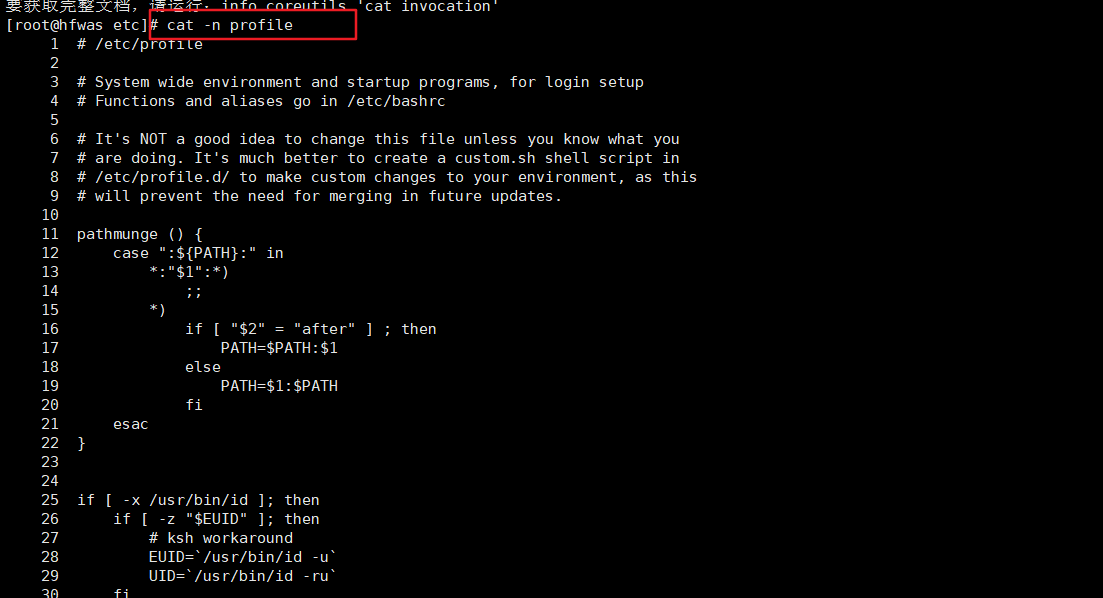 要获取完整文档，请运行：info coreutils 'cat invocation'
[root@hfwas etc]# cat -n profile
     1  # /etc/profile
     2
     3  # System wide environment and startup programs, for login setup
     4  # Functions and aliases go in /etc/bashrc
     5
     6  # It's NOT a good idea to change this file unless you know what you
     7  # are doing. It's much better to create a custom.sh shell script in
     8  # /etc/profile.d/ to make custom changes to your environment, as this
     9  # will prevent the need for merging in future updates.
    10
    11  pathmunge () {
    12      case ":${PATH}:" in
    13          *:"$1":*)
    14              ;;
    15          *)
    16              if [ "$2" = "after" ] ; then
    17                  PATH=$PATH:$1
    18              else
    19                  PATH=$1:$PATH
    20              fi
    21      esac
    22  }
    23
    24
    25  if [ -x /usr/bin/id ]; then
    26      if [ -z "$EUID" ]; then
    27          # ksh workaround
    28          EUID=`/usr/bin/id -u`
    29          UID=`/usr/bin/id -ru`
    30      fi